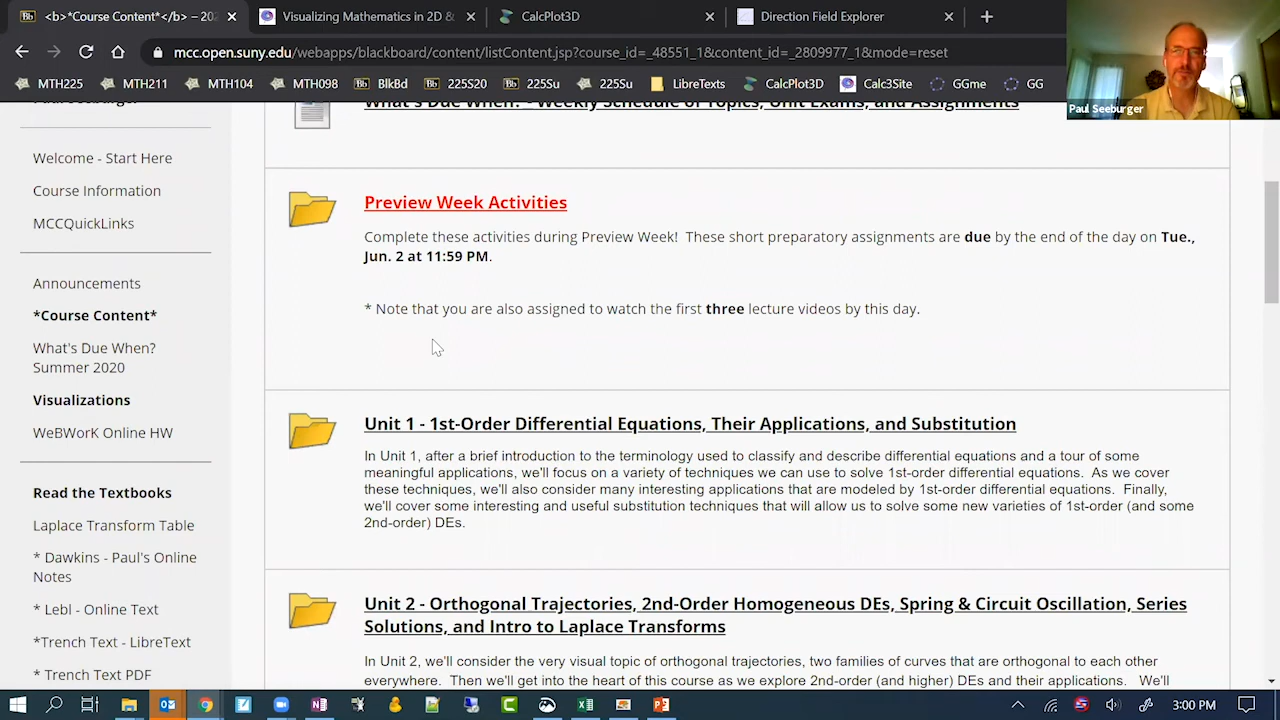 *Course Content*</b> – 202
Visualizing Mathematics in 2D &
CalcPlot3D
Direction Field Explorer
mcc.open.suny.edu/webapps/blackboard/content/listContent.jsp?course_id=_48551_1&content_id=_2809977_1&mode=reset
MTH225
MTH211
MTH104
MTH098
BlkBd
225S20
225Su
225Su
LibreTexts
CalcPlot3D
Calc3Site
GGme
GG
Paul Seeburger
Paul Seeburger
What's Due When? - Weekly Schedule of Topics, Unit Exams, and Assignments
Welcome - Start Here
Course Information
MCCQuickLinks
Announcements
*Course Content*
What's Due When?
Summer 2020
Visualizations
WeBWorK Online HW
Read the Textbooks
Laplace Transform Table
* Dawkins - Paul's Online
Notes
* Lebl - Online Text
*Trench Text - LibreText
* Trench Text PDF
Preview Week Activities
Complete these activities during Preview Week!  These short preparatory assignments are due by the end of the day on Tue.,
Jun. 2 at 11:59 PM.
* Note that you are also assigned to watch the first three lecture videos by this day.
Unit 1 - 1st-Order Differential Equations, Their Applications, and Substitution
In Unit 1, after a brief introduction to the terminology used to classify and describe differential equations and a tour of some
meaningful applications, we'll focus on a variety of techniques we can use to solve 1st-order differential equations.  As we cover
these techniques, we'll also consider many interesting applications that are modeled by 1st-order differential equations.  Finally,
we'll cover some interesting and useful substitution techniques that will allow us to solve some new varieties of 1st-order (and some
2nd-order) DEs.
Unit 2 - Orthogonal Trajectories, 2nd-Order Homogeneous DEs, Spring & Circuit Oscillation, Series
Solutions, and Intro to Laplace Transforms
In Unit 2, we'll consider the very visual topic of orthogonal trajectories, two families of curves that are orthogonal to each other
everywhere.  Then we'll get into the heart of this course as we explore 2nd-order (and higher) DEs and their applications.  We'll
3:00 PM